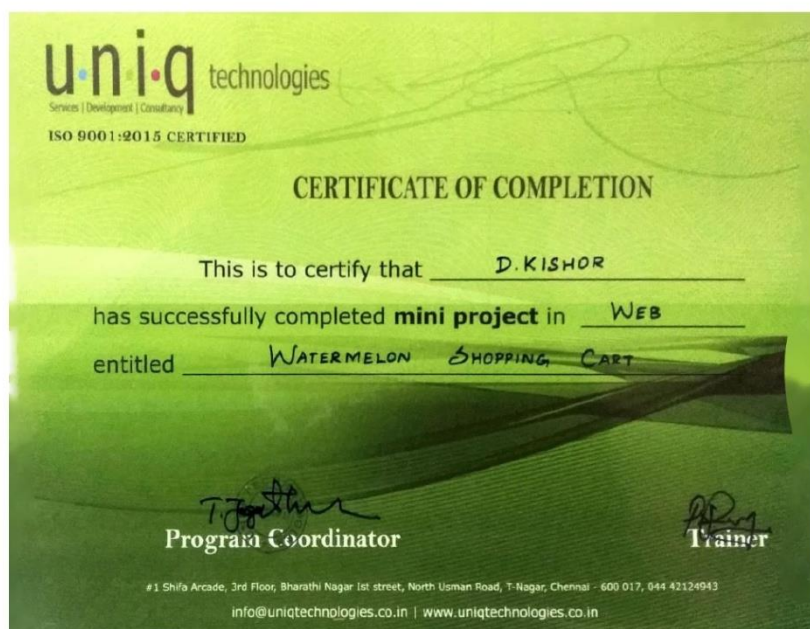 u·n·i·q technologies
Services | Development | Consultancy
ISO 9001:2015 CERTIFIED
CERTIFICATE OF COMPLETION
This is to certify that D. KISHOR
has successfully completed mini project in WEB
entitled WATERMELON SHOPPING CART
Program Coordinator
Trainer
#1 Shifa Arcade, 3rd Floor, Bharathi Nagar Ist street, North Usman Road, T-Nagar, Chennai - 600 017, 044 42124943
info@uniqtechnologies.co.in | www.uniqtechnologies.co.in